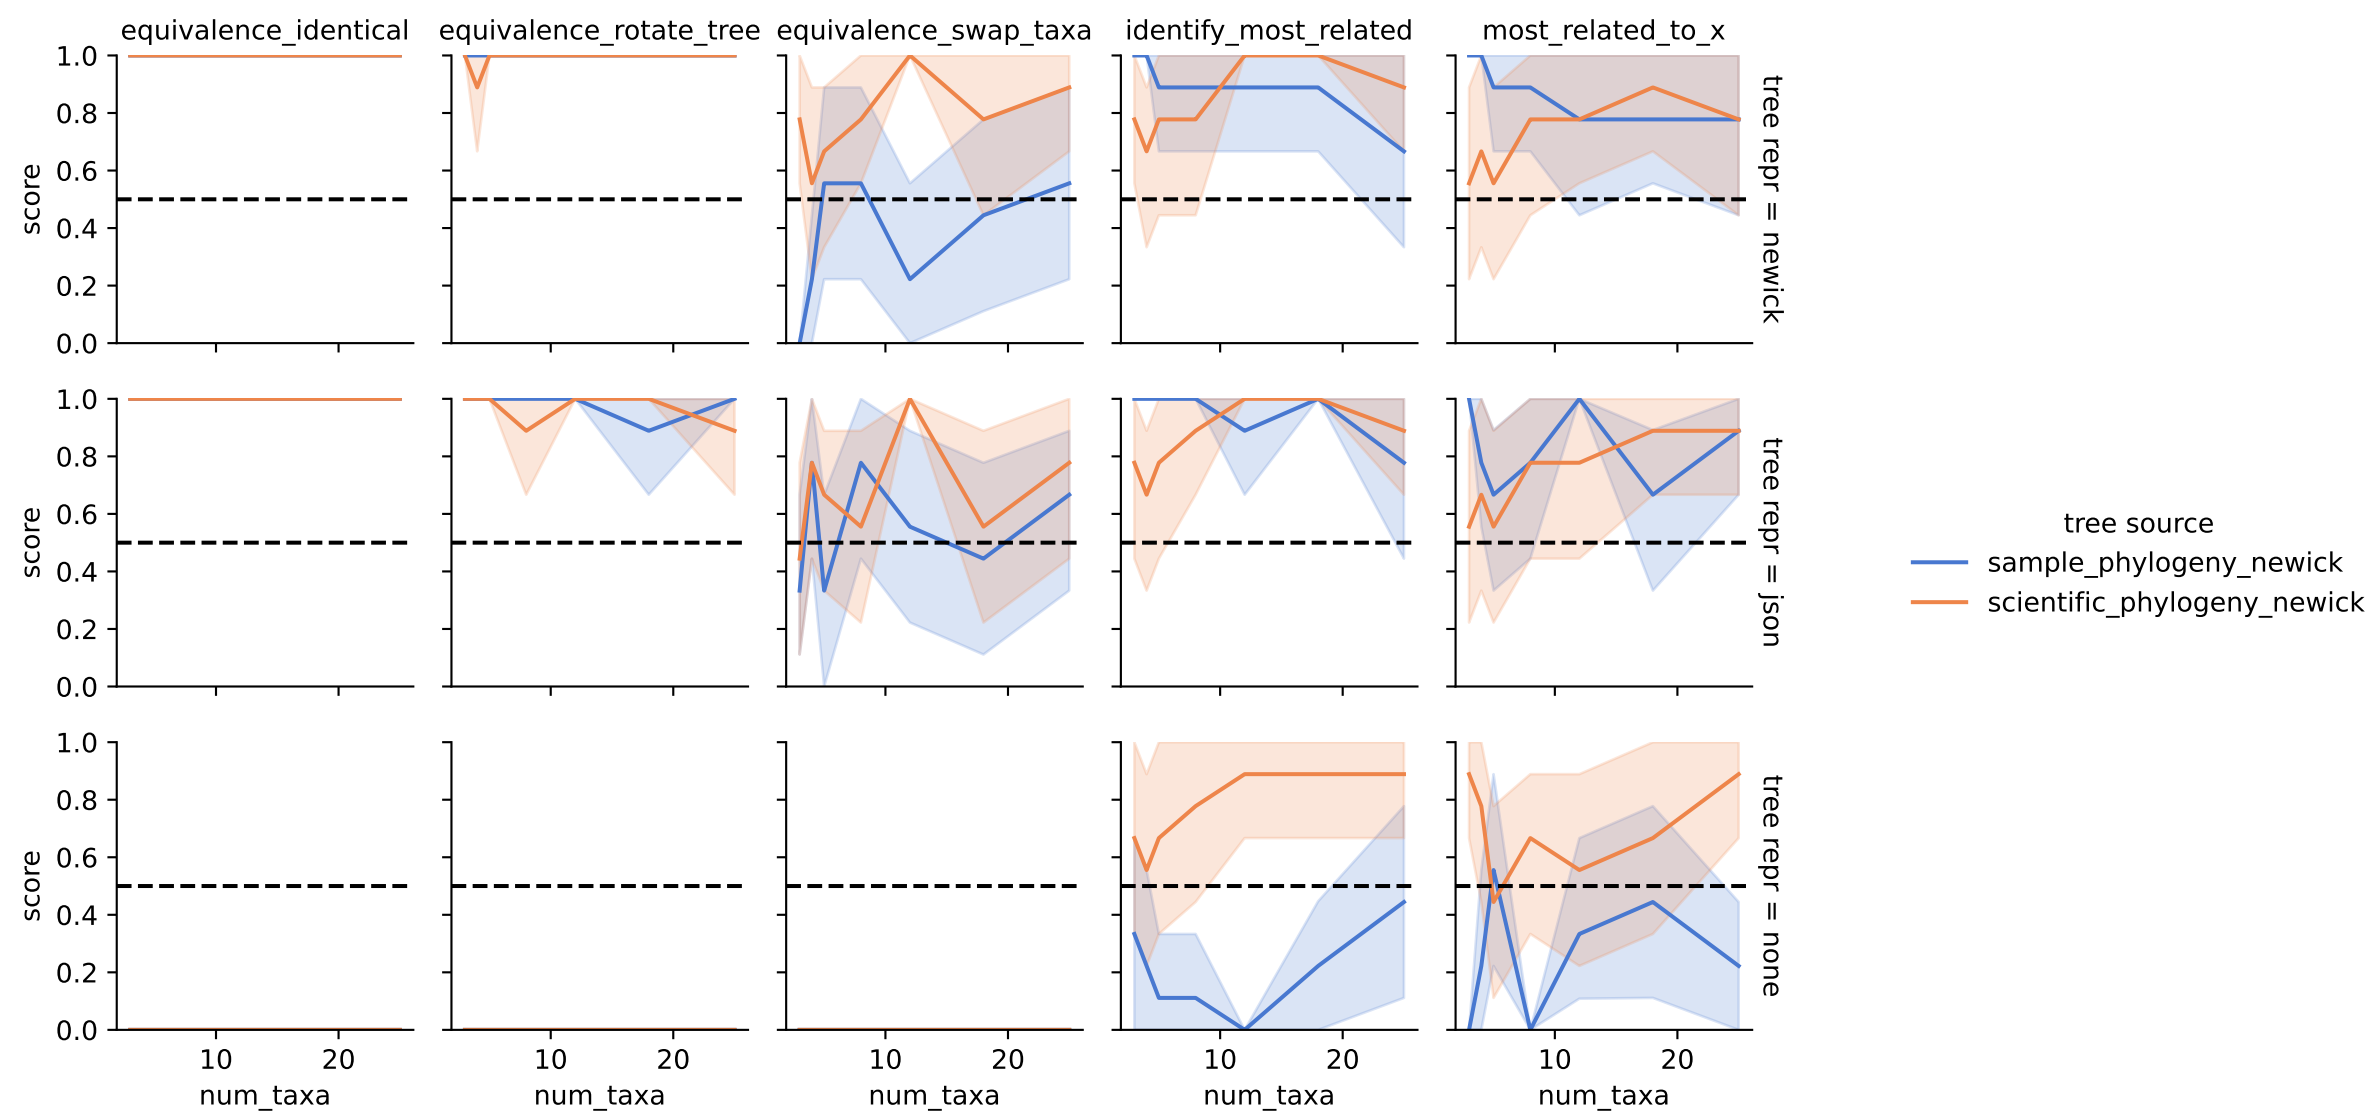 equivalence_identical equivalence_rotate_tree equivalence_swap_taxa identify_most_related most_related_to_x
1.0
0.8
0.6
0.4
0.2
0.0
score
tree repr = newick
1.0
0.8
0.6
0.4
0.2
0.0
score
tree repr = json
tree source
sample_phylogeny_newick
scientific_phylogeny_newick
1.0
0.8
0.6
0.4
0.2
0.0
score
tree repr = none
10 20 10 20 10 20 10 20 10 20
num_taxa num_taxa num_taxa num_taxa num_taxa